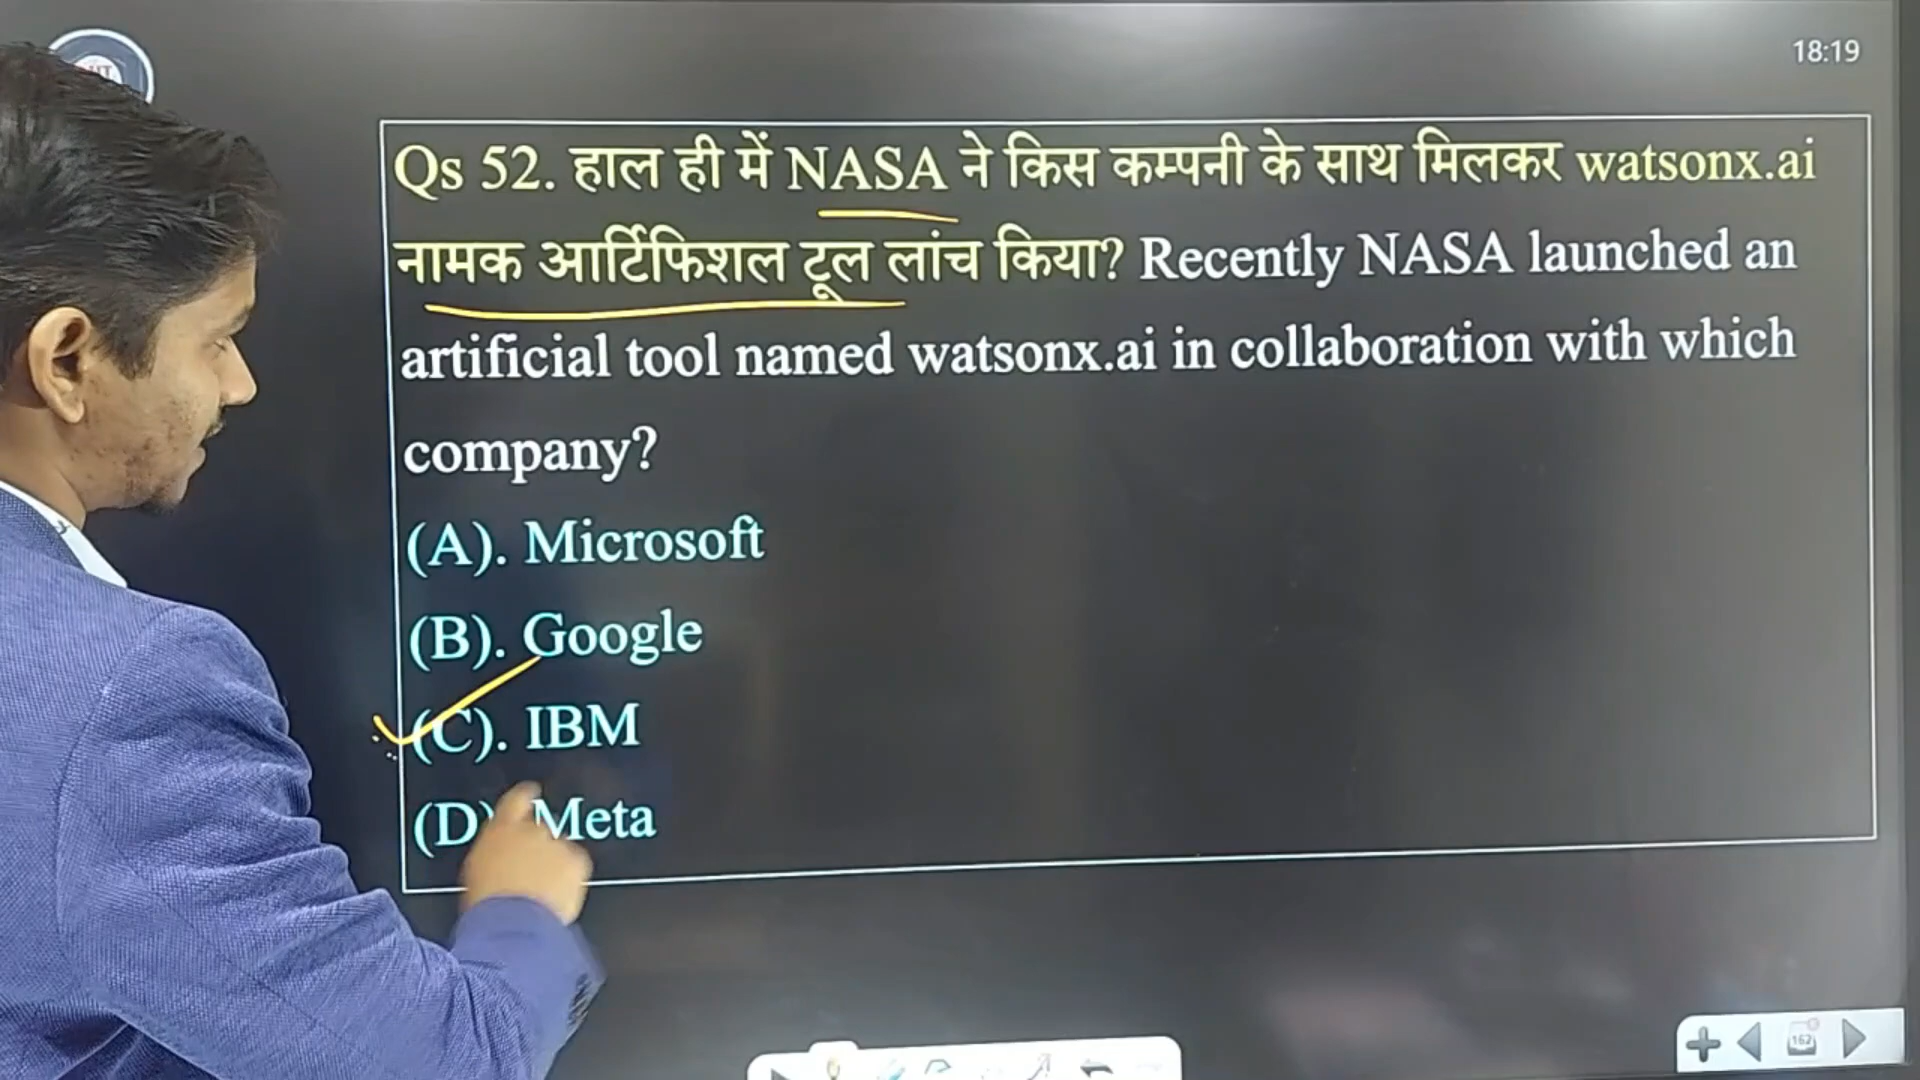 18:19
Qs 52. हाल ही में NASA ने किस कम्पनी के साथ मिलकर watsonx.ai
नामक आर्टिफिशल टूल लांच किया? Recently NASA launched an
artificial tool named watsonx.ai in collaboration with which
company?
(A). Microsoft
(B). Google
(C). IBM
(D) Meta
162